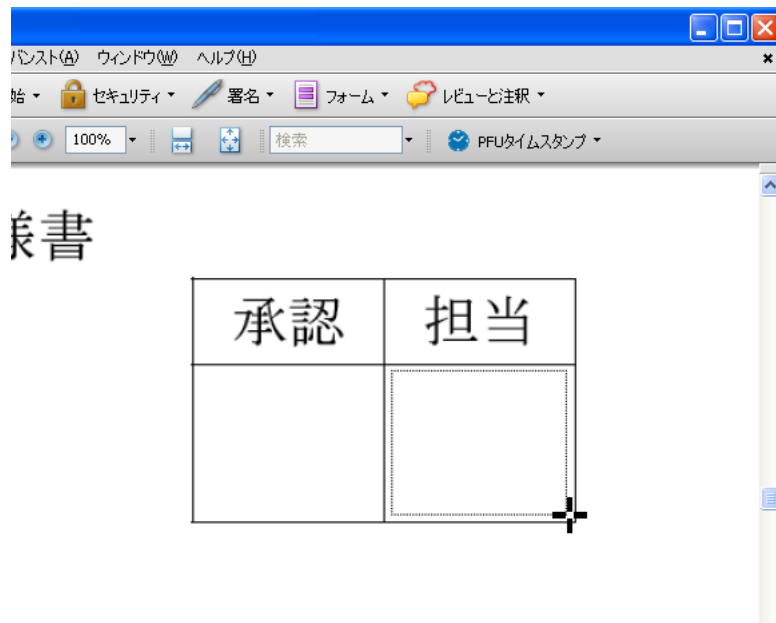 バンスト(A) ウィンドウ(W) ヘルプ(H)
始 セキュリティ 署名 フォーム レビューと注釈
100% 検索 PFUタイムスタンプ
様書
承認 担当